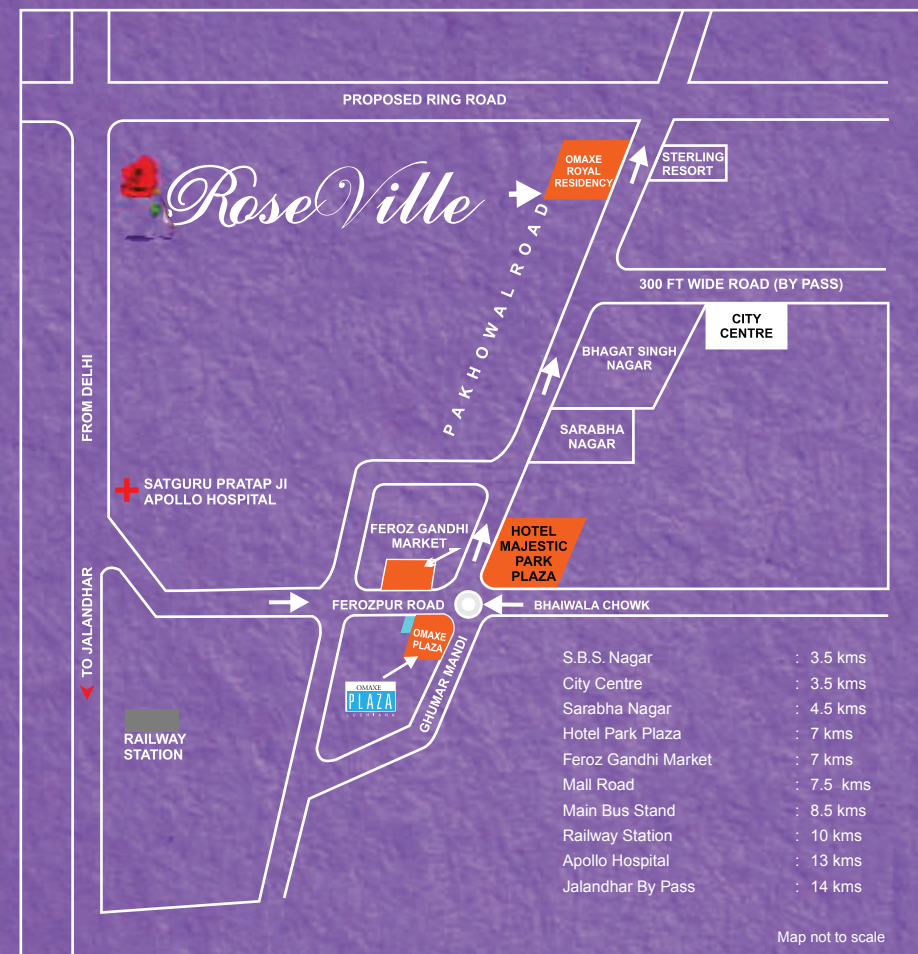 PROPOSED RING ROAD
RoseVille
OMAXE
ROYAL
RESIDENCY
STERLING
RESORT
PAKHOWAL ROAD
300 FT WIDE ROAD (BY PASS)
CITY
CENTRE
BHAGAT SINGH
NAGAR
FROM DELHI
SARABHA
NAGAR
SATGURU PRATAP JI
APOLLO HOSPITAL
FEROZ GANDHI
MARKET
HOTEL
MAJESTIC
PARK
PLAZA
TO JALANDHAR
FEROZPUR ROAD
BHAIWALA CHOWK
OMAXE
PLAZA
GHUMAR MANDI
OMAXE
PLAZA
LUDHIANA
RAILWAY
STATION
S.B.S. Nagar : 3.5 kms
City Centre : 3.5 kms
Sarabha Nagar : 4.5 kms
Hotel Park Plaza : 7 kms
Feroz Gandhi Market : 7 kms
Mall Road : 7.5 kms
Main Bus Stand : 8.5 kms
Railway Station : 10 kms
Apollo Hospital : 13 kms
Jalandhar By Pass : 14 kms
Map not to scale